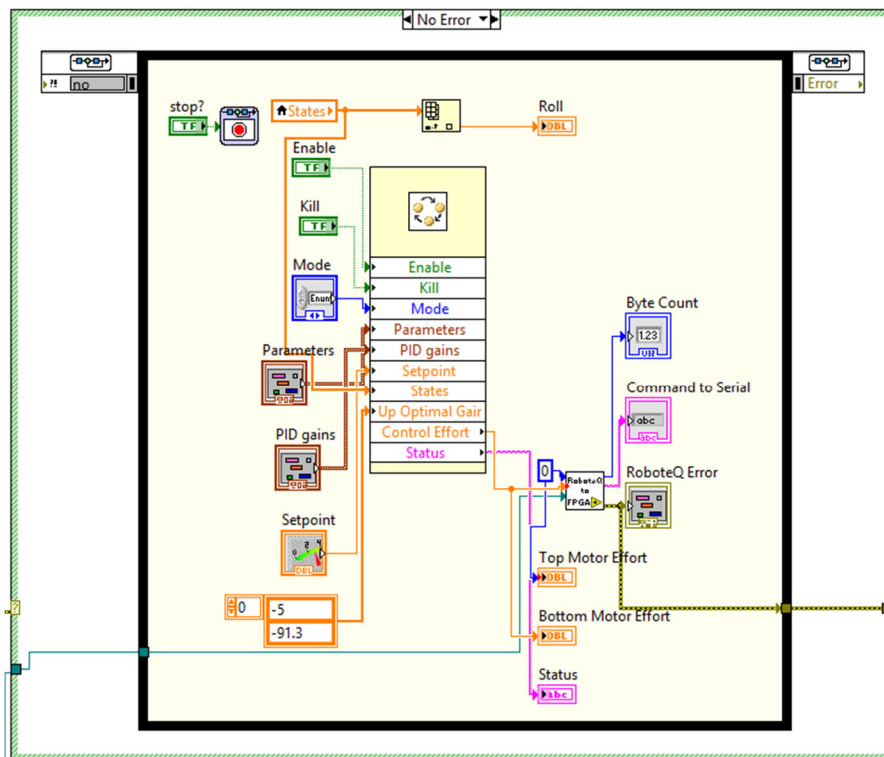 No Error
?!
no
Error
stop?
TF
States
Roll
DBL
Enable
TF
Kill
TF
Mode
Enum
Enable
Kill
Mode
Parameters
PID gains
Setpoint
States
Up Optimal Gair
Control Effort
Status
Parameters
PID gains
Setpoint
DBL
0
-5
-91.3
0
RoboteQ
to
FPGA
Byte Count
1.23
U32
Command to Serial
abc
abc
RoboteQ Error
Top Motor Effort
DBL
Bottom Motor Effort
DBL
Status
abc
?